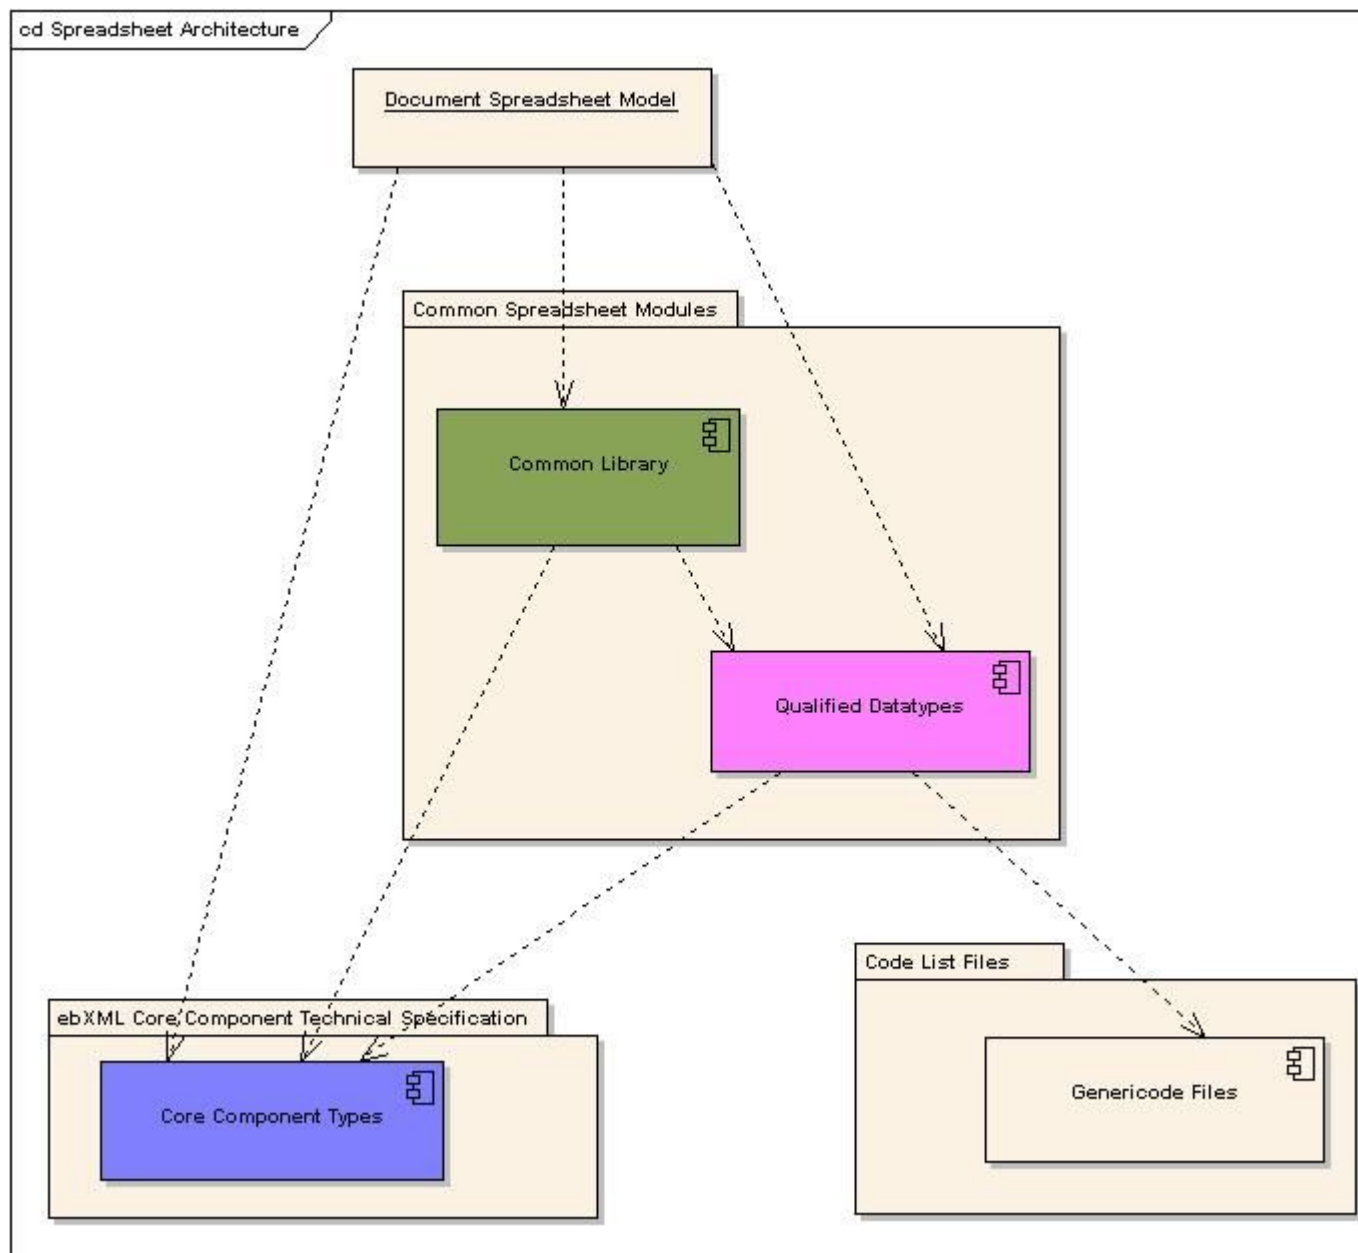 cd Spreadsheet Architecture
Document Spreadsheet Model
Common Spreadsheet Modules
Common Library
Qualified Datatypes
Code List Files
ebXML Core Component Technical Specification
Genericode Files
Core Component Types